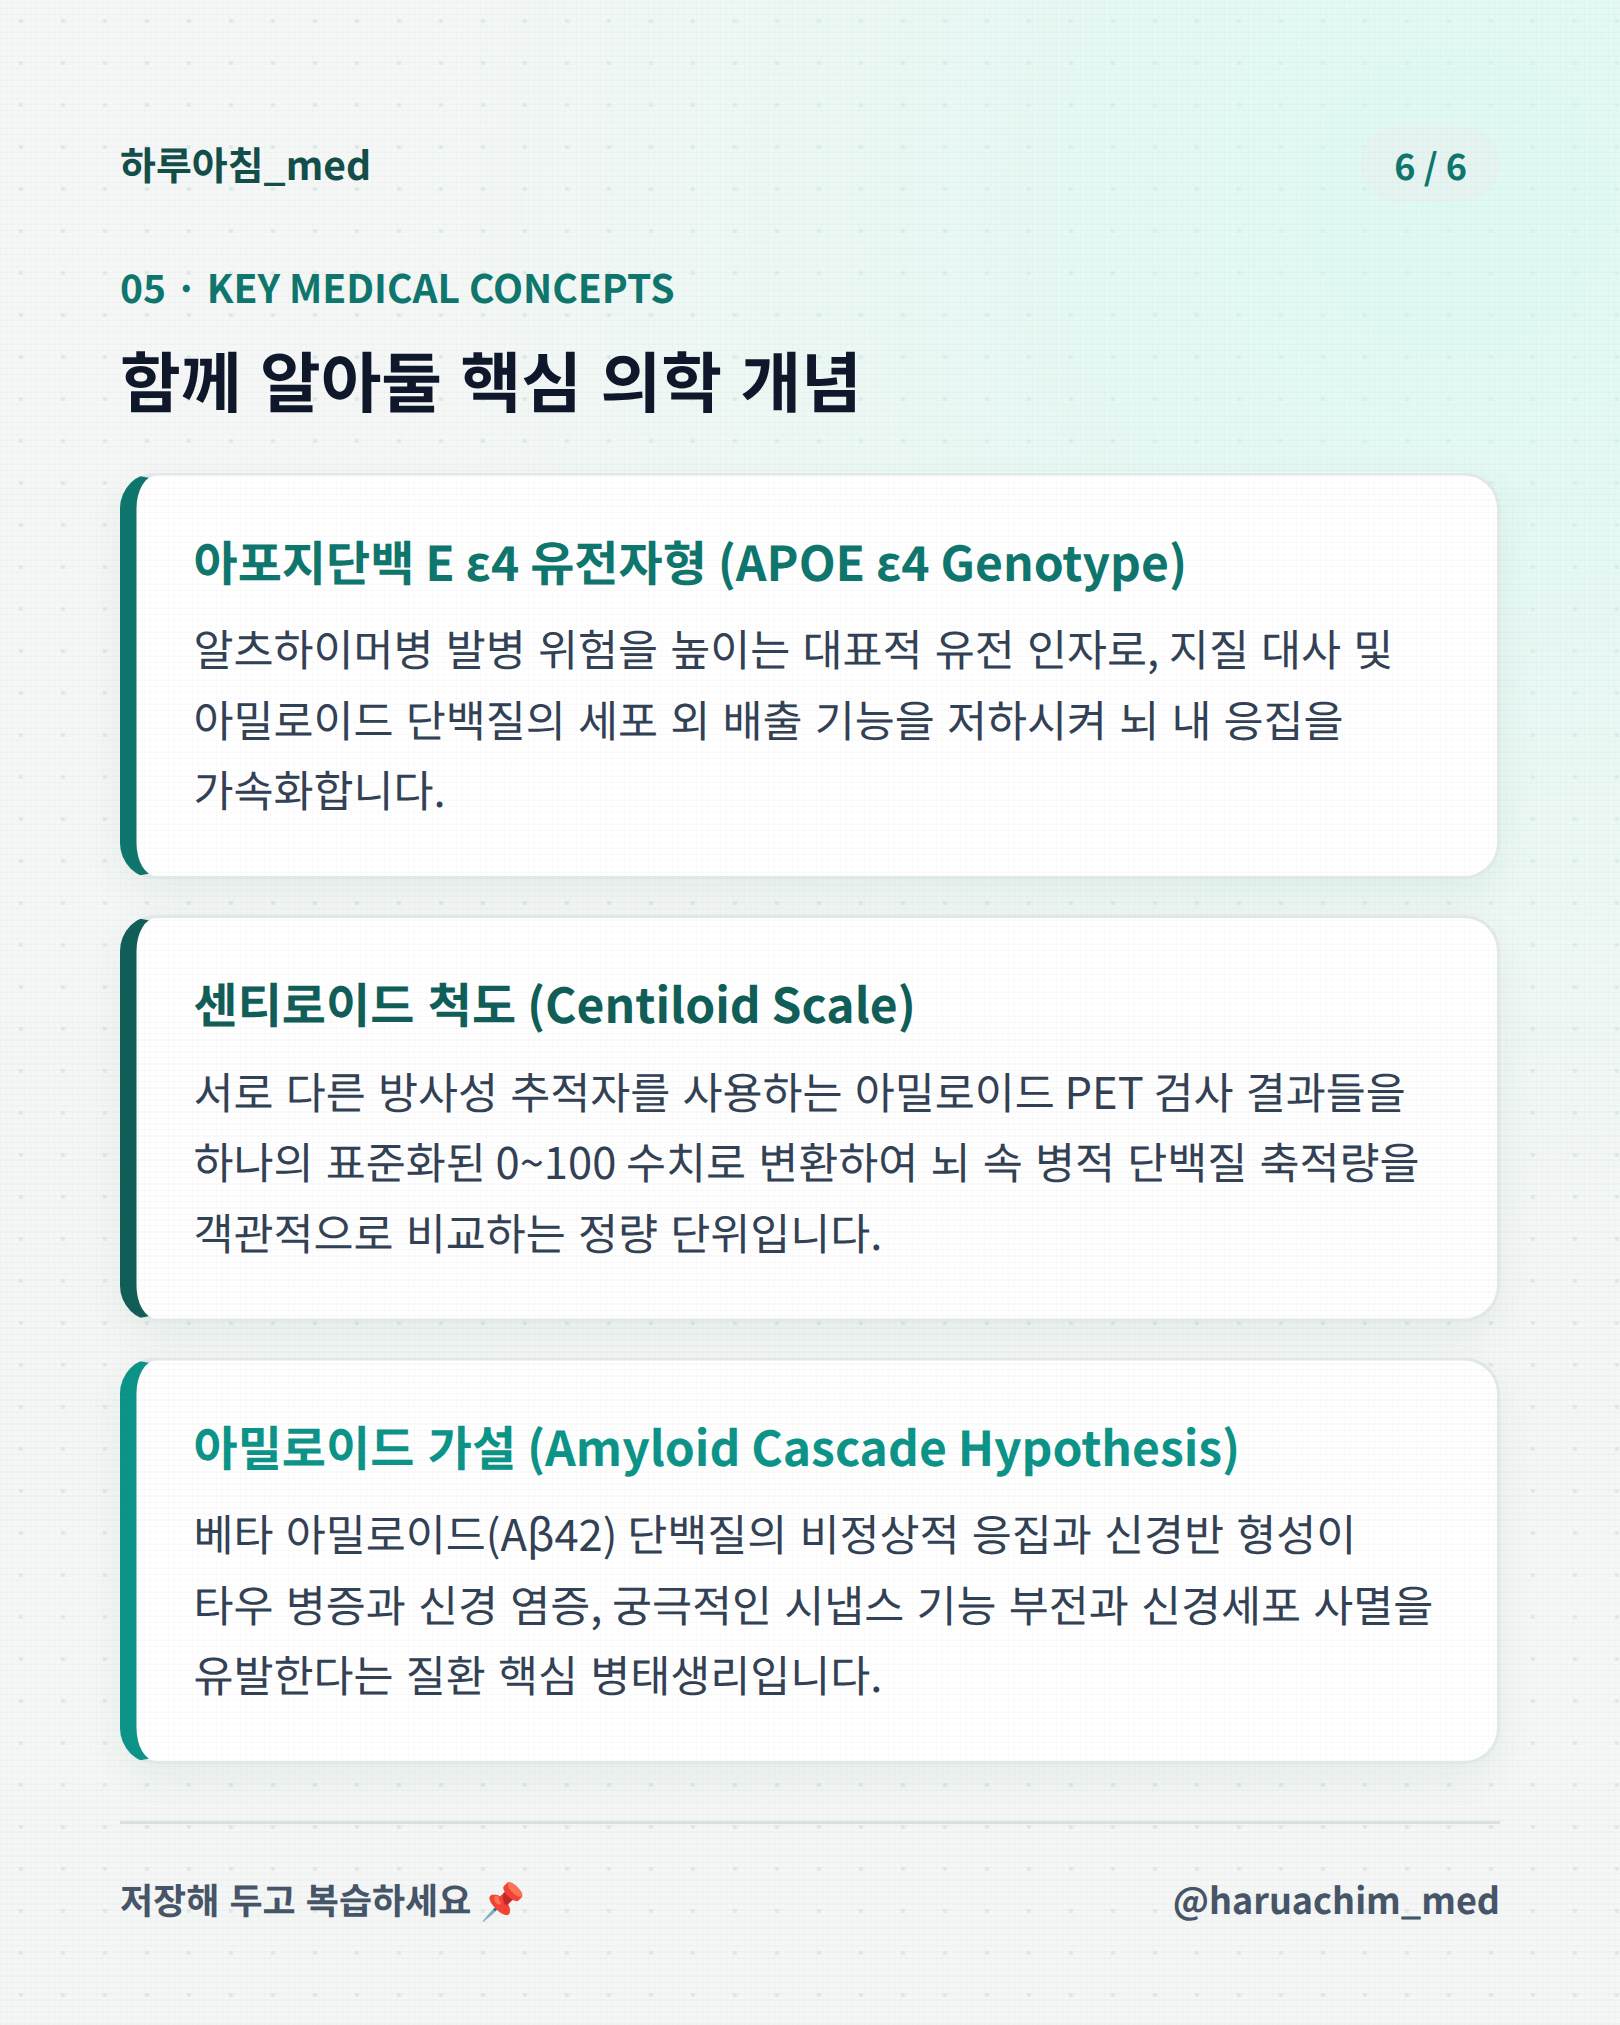 하루아침_med
6 / 6
05 · KEY MEDICAL CONCEPTS
함께 알아둘 핵심 의학 개념
아포지단백 E ε4 유전자형 (APOE ε4 Genotype)
알츠하이머병 발병 위험을 높이는 대표적 유전 인자로, 지질 대사 및
아밀로이드 단백질의 세포 외 배출 기능을 저하시켜 뇌 내 응집을
가속화합니다.
센티로이드 척도 (Centiloid Scale)
서로 다른 방사성 추적자를 사용하는 아밀로이드 PET 검사 결과들을
하나의 표준화된 0~100 수치로 변환하여 뇌 속 병적 단백질 축적량을
객관적으로 비교하는 정량 단위입니다.
아밀로이드 가설 (Amyloid Cascade Hypothesis)
베타 아밀로이드(Aβ42) 단백질의 비정상적 응집과 신경반 형성이
타우 병증과 신경 염증, 궁극적인 시냅스 기능 부전과 신경세포 사멸을
유발한다는 질환 핵심 병태생리입니다.
저장해 두고 복습하세요 📌
@haruachim_med